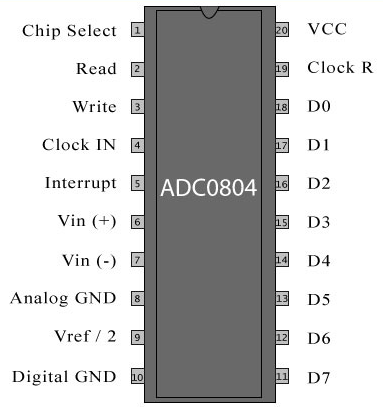 Chip Select 1 20 VCC
Read 2 19 Clock R
Write 3 18 D0
Clock IN 4 17 D1
Interrupt 5 16 D2
ADC0804
Vin (+) 6 15 D3
Vin (-) 7 14 D4
Analog GND 8 13 D5
Vref / 2 9 12 D6
Digital GND 10 11 D7